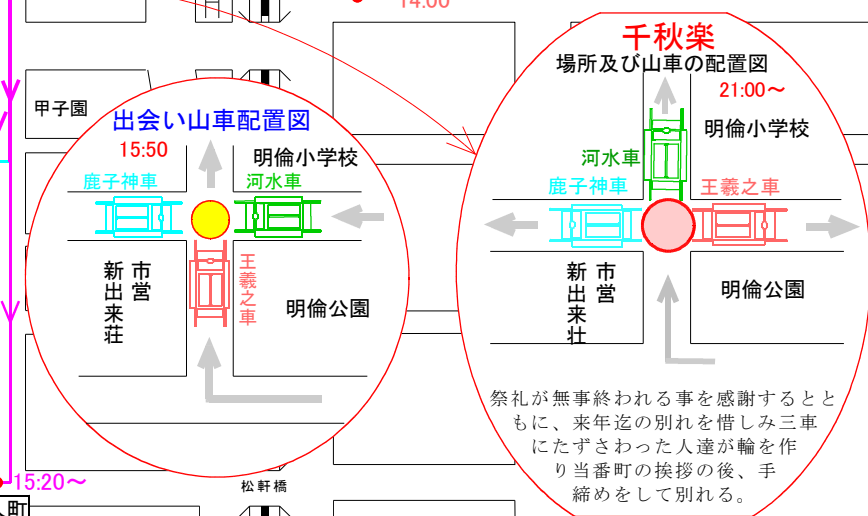 14:00
甲子園
出会い山車配置図
15:50
明倫小学校
鹿子神車
河水車
王羲之車
市営
新出来荘
明倫公園
15:20～
町
松軒橋
千秋楽
場所及び山車の配置図
21:00～
明倫小学校
河水車
鹿子神車
王羲之車
市営
新出来壮
明倫公園
祭礼が無事終われる事を感謝するとと
もに、来年迄の別れを惜しみ三車
にたずさわった人達が輪を作
り当番町の挨拶の後、手
締めをして別れる。